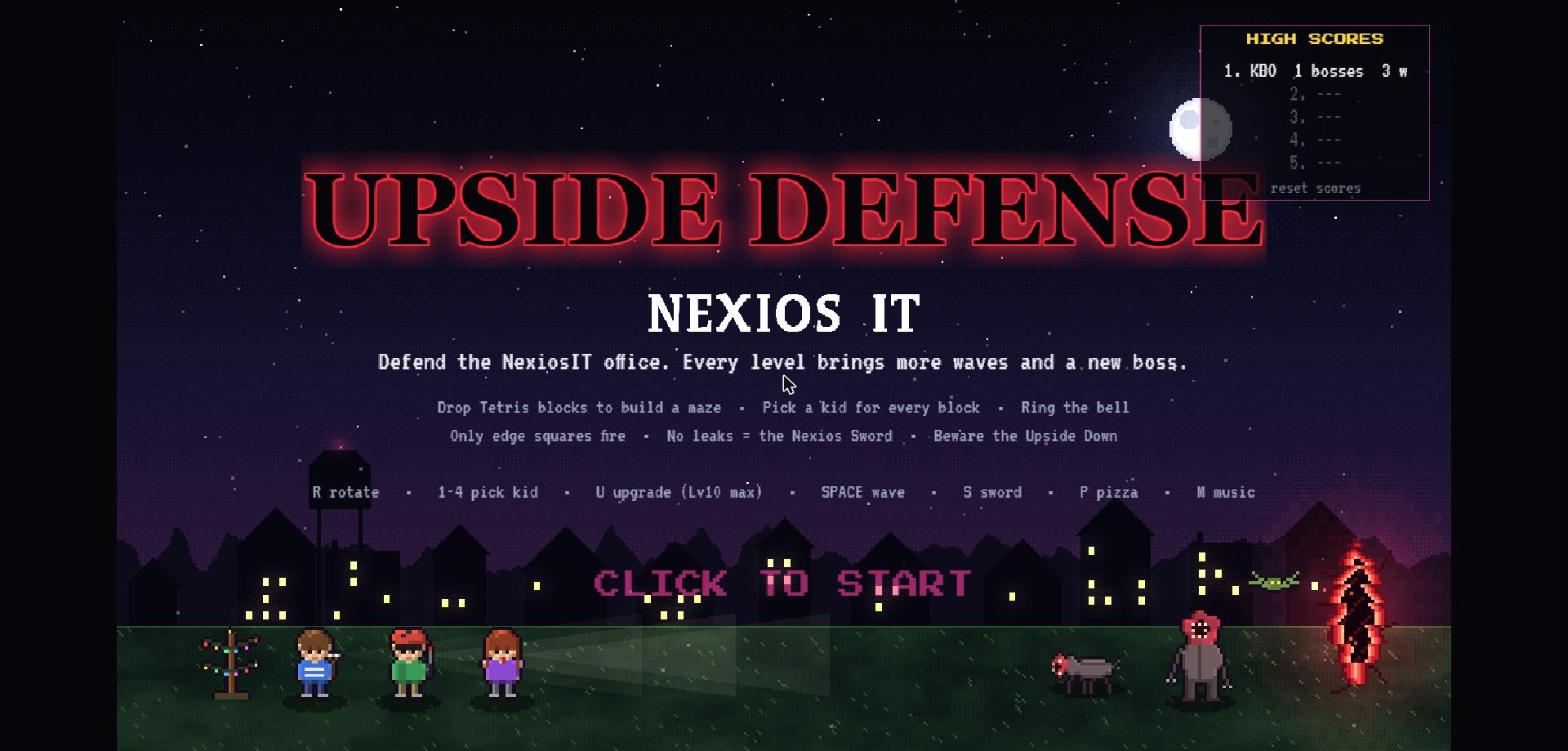 HIGH SCORES
1. KBO 1 bosses 3 w
2. ---
3. ---
4. ---
5. ---
reset scores
UPSIDE DEFENSE
NEXIOS IT
Defend the NexiosIT office. Every level brings more waves and a new boss.
Drop Tetris blocks to build a maze · Pick a kid for every block · Ring the bell
Only edge squares fire · No leaks = the Nexios Sword · Beware the Upside Down
R rotate · 1-4 pick kid · U upgrade (Lv10 max) · SPACE wave · S sword · P pizza · M music
CLICK TO START